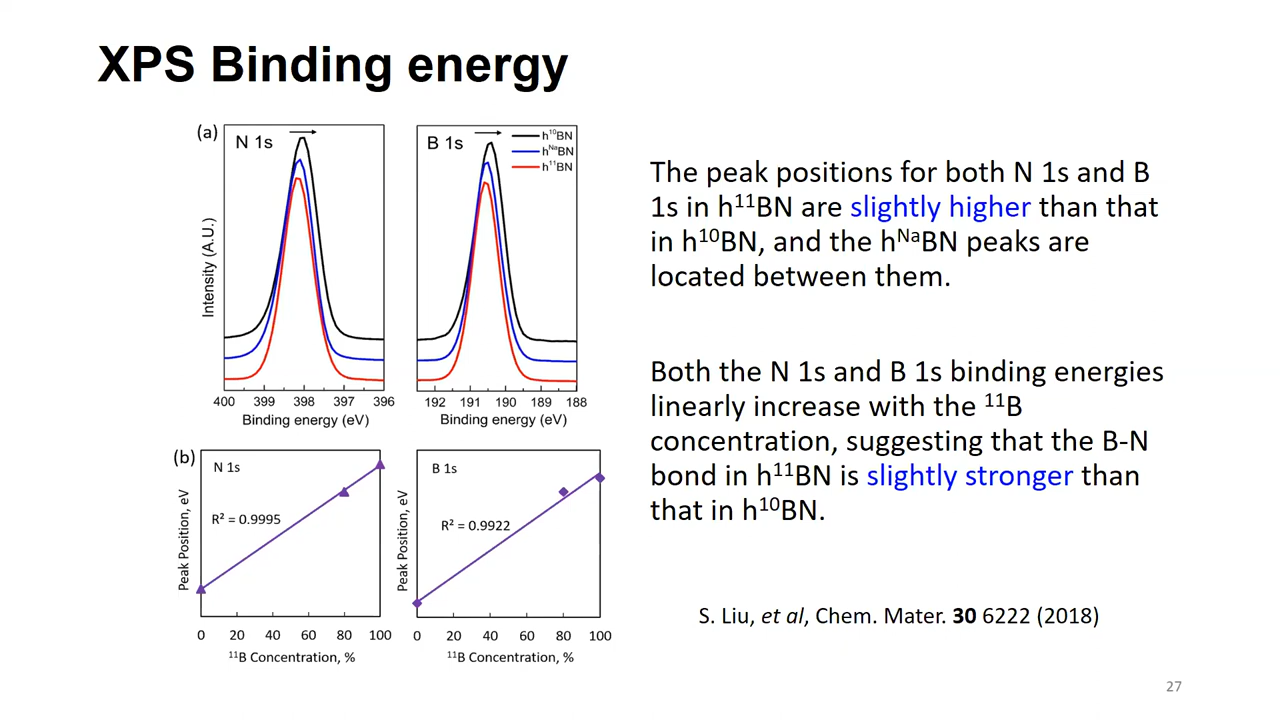 XPS Binding energy
(a)
N 1s
B 1s
h¹⁰BN
hᴺᵃBN
h¹¹BN
Intensity (A.U.)
400 399 398 397 396
Binding energy (eV)
192 191 190 189 188
Binding energy (eV)
(b)
N 1s
R² = 0.9995
Peak Position, eV
0 20 40 60 80 100
¹¹B Concentration, %
B 1s
R² = 0.9922
Peak Position, eV
0 20 40 60 80 100
¹¹B Concentration, %
The peak positions for both N 1s and B
1s in h¹¹BN are slightly higher than that
in h¹⁰BN, and the hᴺᵃBN peaks are
located between them.
Both the N 1s and B 1s binding energies
linearly increase with the ¹¹B
concentration, suggesting that the B-N
bond in h¹¹BN is slightly stronger than
that in h¹⁰BN.
S. Liu, et al, Chem. Mater. 30 6222 (2018)
27